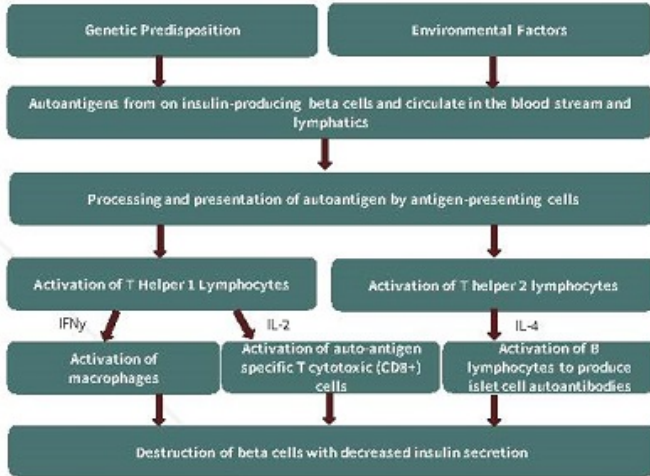 Genetic Predisposition
Environmental Factors
Autoantigens from on insulin-producing beta cells and circulate in the blood stream and
lymphatics
Processing and presentation of autoantigen by antigen-presenting cells
Activation of T Helper 1 Lymphocytes
Activation of T helper 2 lymphocytes
IFNy
IL-2
IL-4
Activation of
macrophages
Activation of auto-antigen
specific T cytotoxic (CD8+)
cells
Activation of B
lymphocytes to produce
islet cell autoantibodies
Destruction of beta cells with decreased insulin secretion